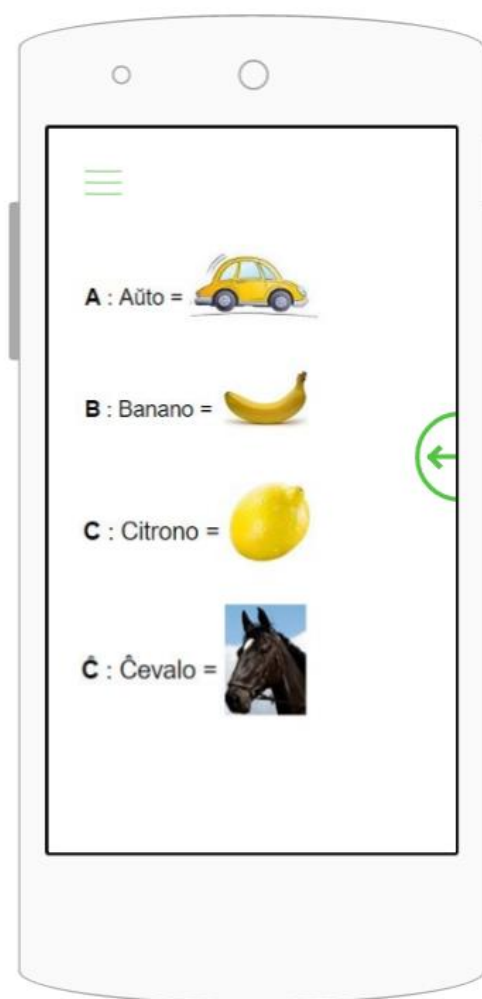 A : Aŭto =
B : Banano =
C : Citrono =
Ĉ : Ĉevalo =